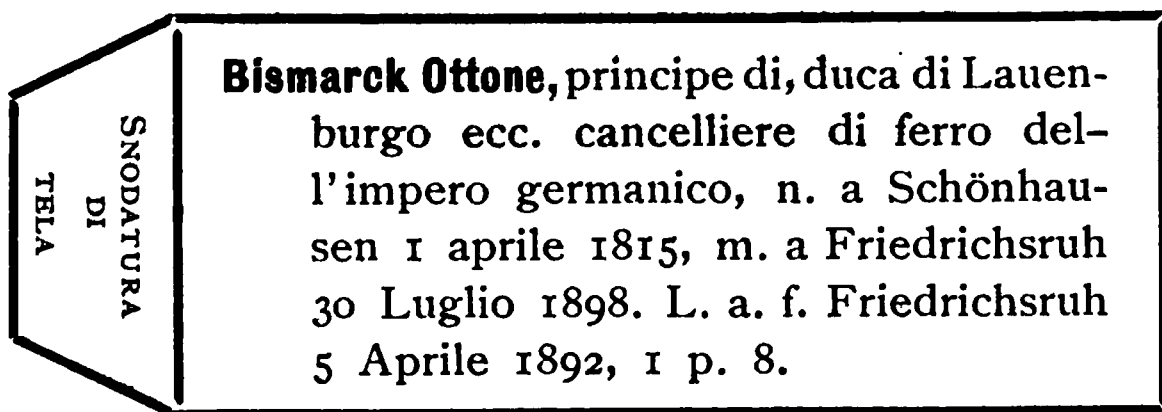 SNODATURA
DI
TELA
Bismarck Ottone, principe di, duca di Lauen-
burgo ecc. cancelliere di ferro del-
l'impero germanico, n. a Schönhau-
sen 1 aprile 1815, m. a Friedrichsruh
30 Luglio 1898. L. a. f. Friedrichsruh
5 Aprile 1892, 1 p. 8.